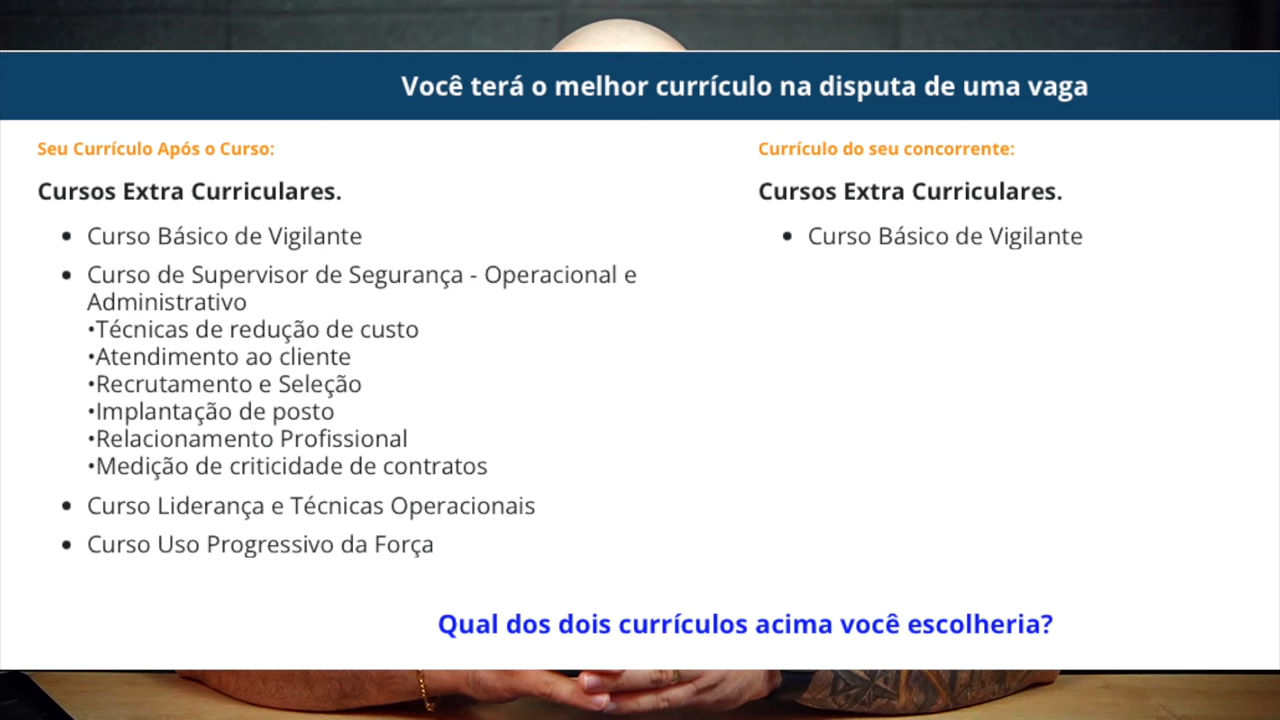 Você terá o melhor currículo na disputa de uma vaga
Seu Currículo Após o Curso:
Cursos Extra Curriculares.
• Curso Básico de Vigilante
• Curso de Supervisor de Segurança - Operacional e
Administrativo
•Técnicas de redução de custo
•Atendimento ao cliente
•Recrutamento e Seleção
•Implantação de posto
•Relacionamento Profissional
•Medição de criticidade de contratos
• Curso Liderança e Técnicas Operacionais
• Curso Uso Progressivo da Força
Currículo do seu concorrente:
Cursos Extra Curriculares.
• Curso Básico de Vigilante
Qual dos dois currículos acima você escolheria?